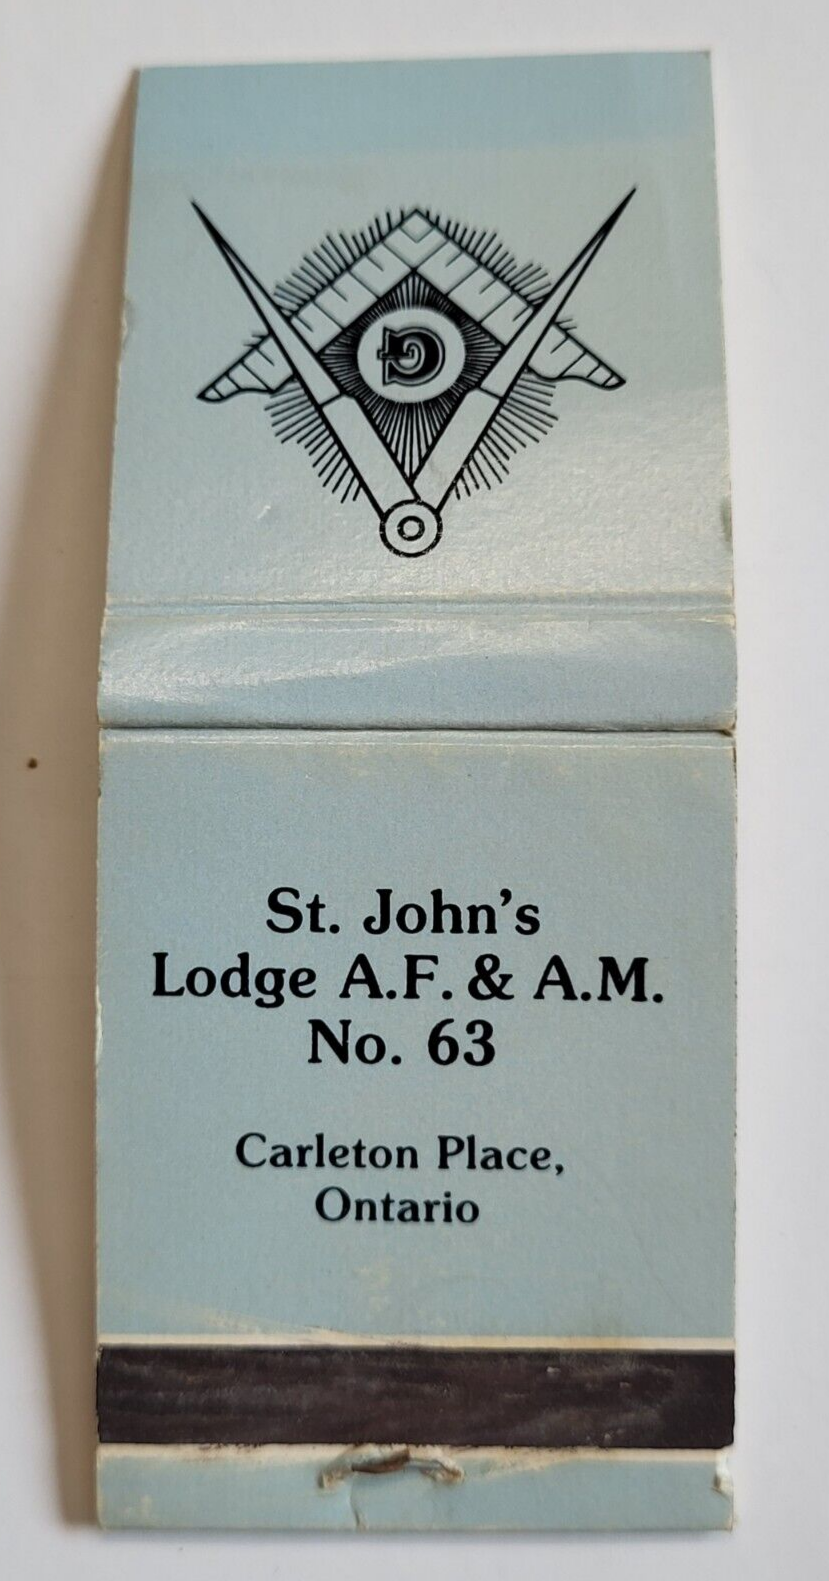 G
St. John's
Lodge A.F. & A.M.
No. 63
Carleton Place,
Ontario